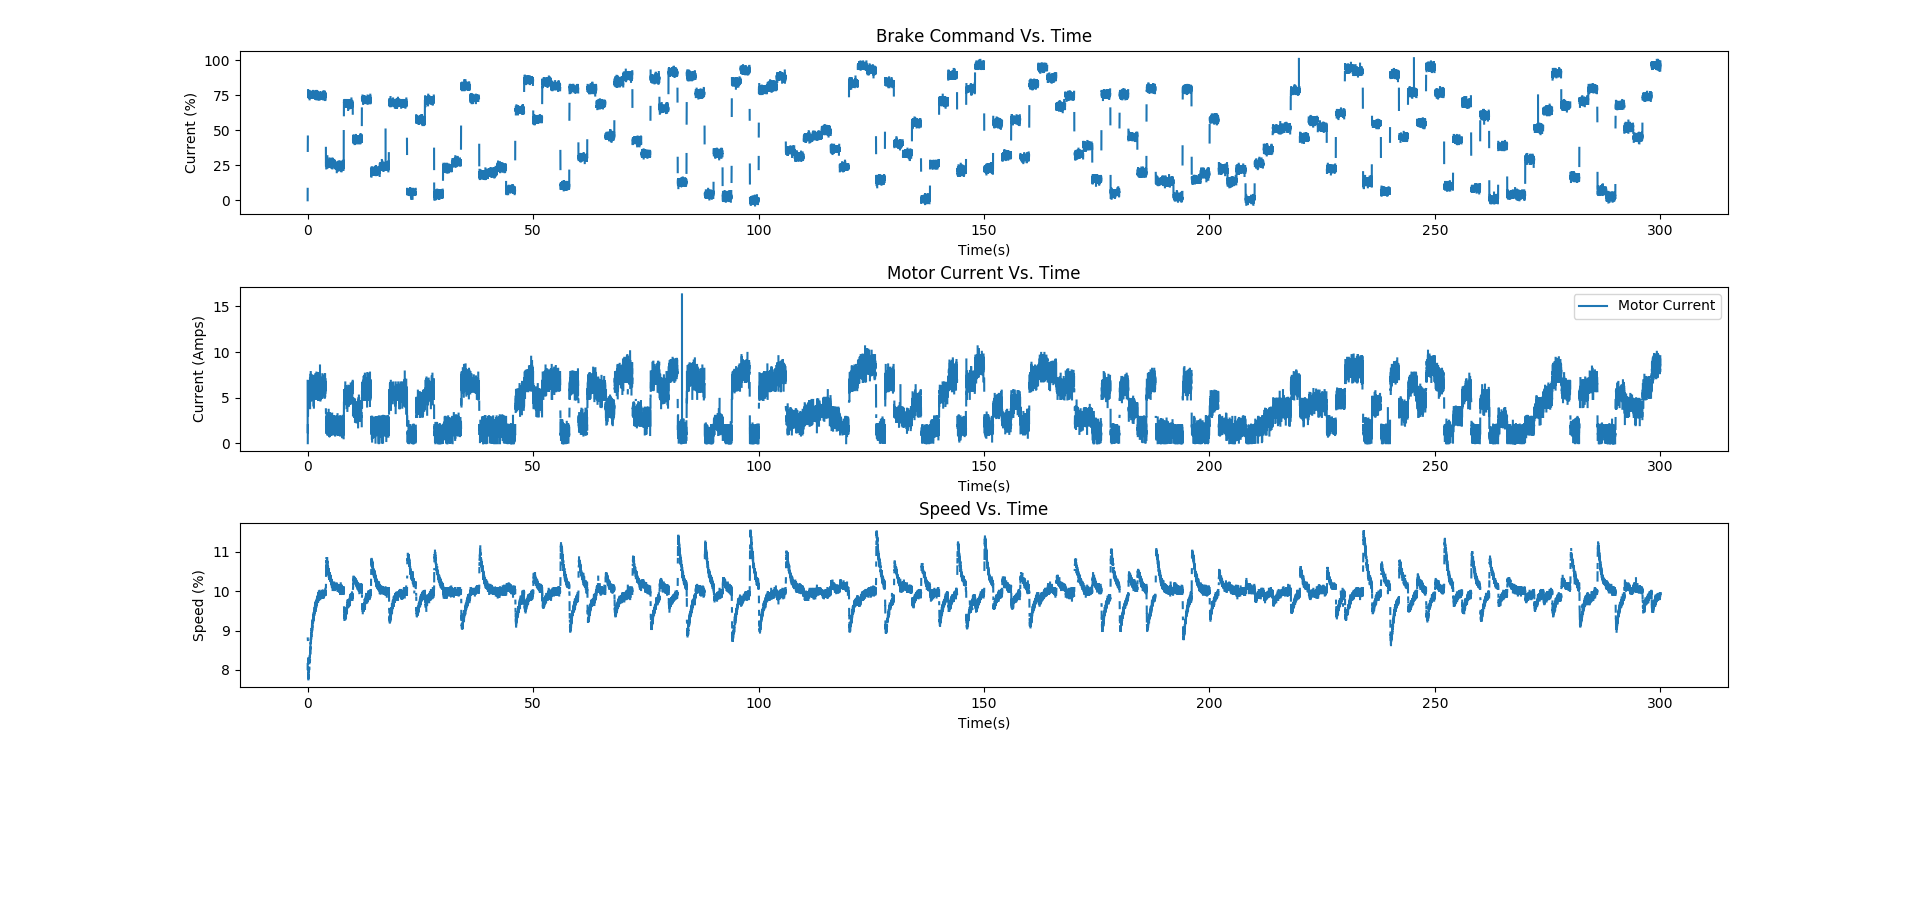 Brake Command Vs. Time
Current (%)
100
75
50
25
0
0 50 100 150 200 250 300
Time(s)
Motor Current Vs. Time
Current (Amps)
15
10
5
0
Motor Current
0 50 100 150 200 250 300
Time(s)
Speed Vs. Time
Speed (%)
11
10
9
8
0 50 100 150 200 250 300
Time(s)